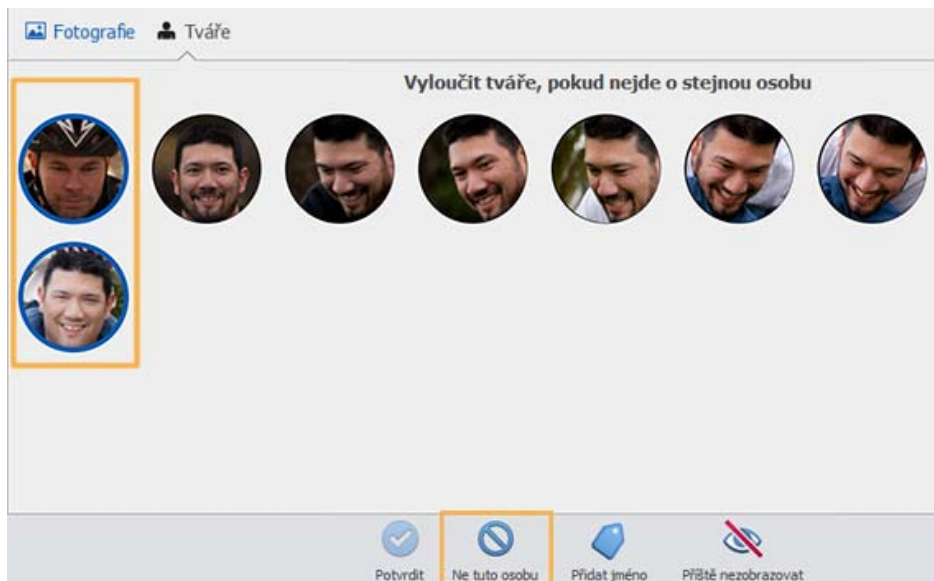 Fotografie Tváře
Vyloučit tváře, pokud nejde o stejnou osobu
Potvrdit Ne tuto osobu Přidat jméno Příště nezobrazovat